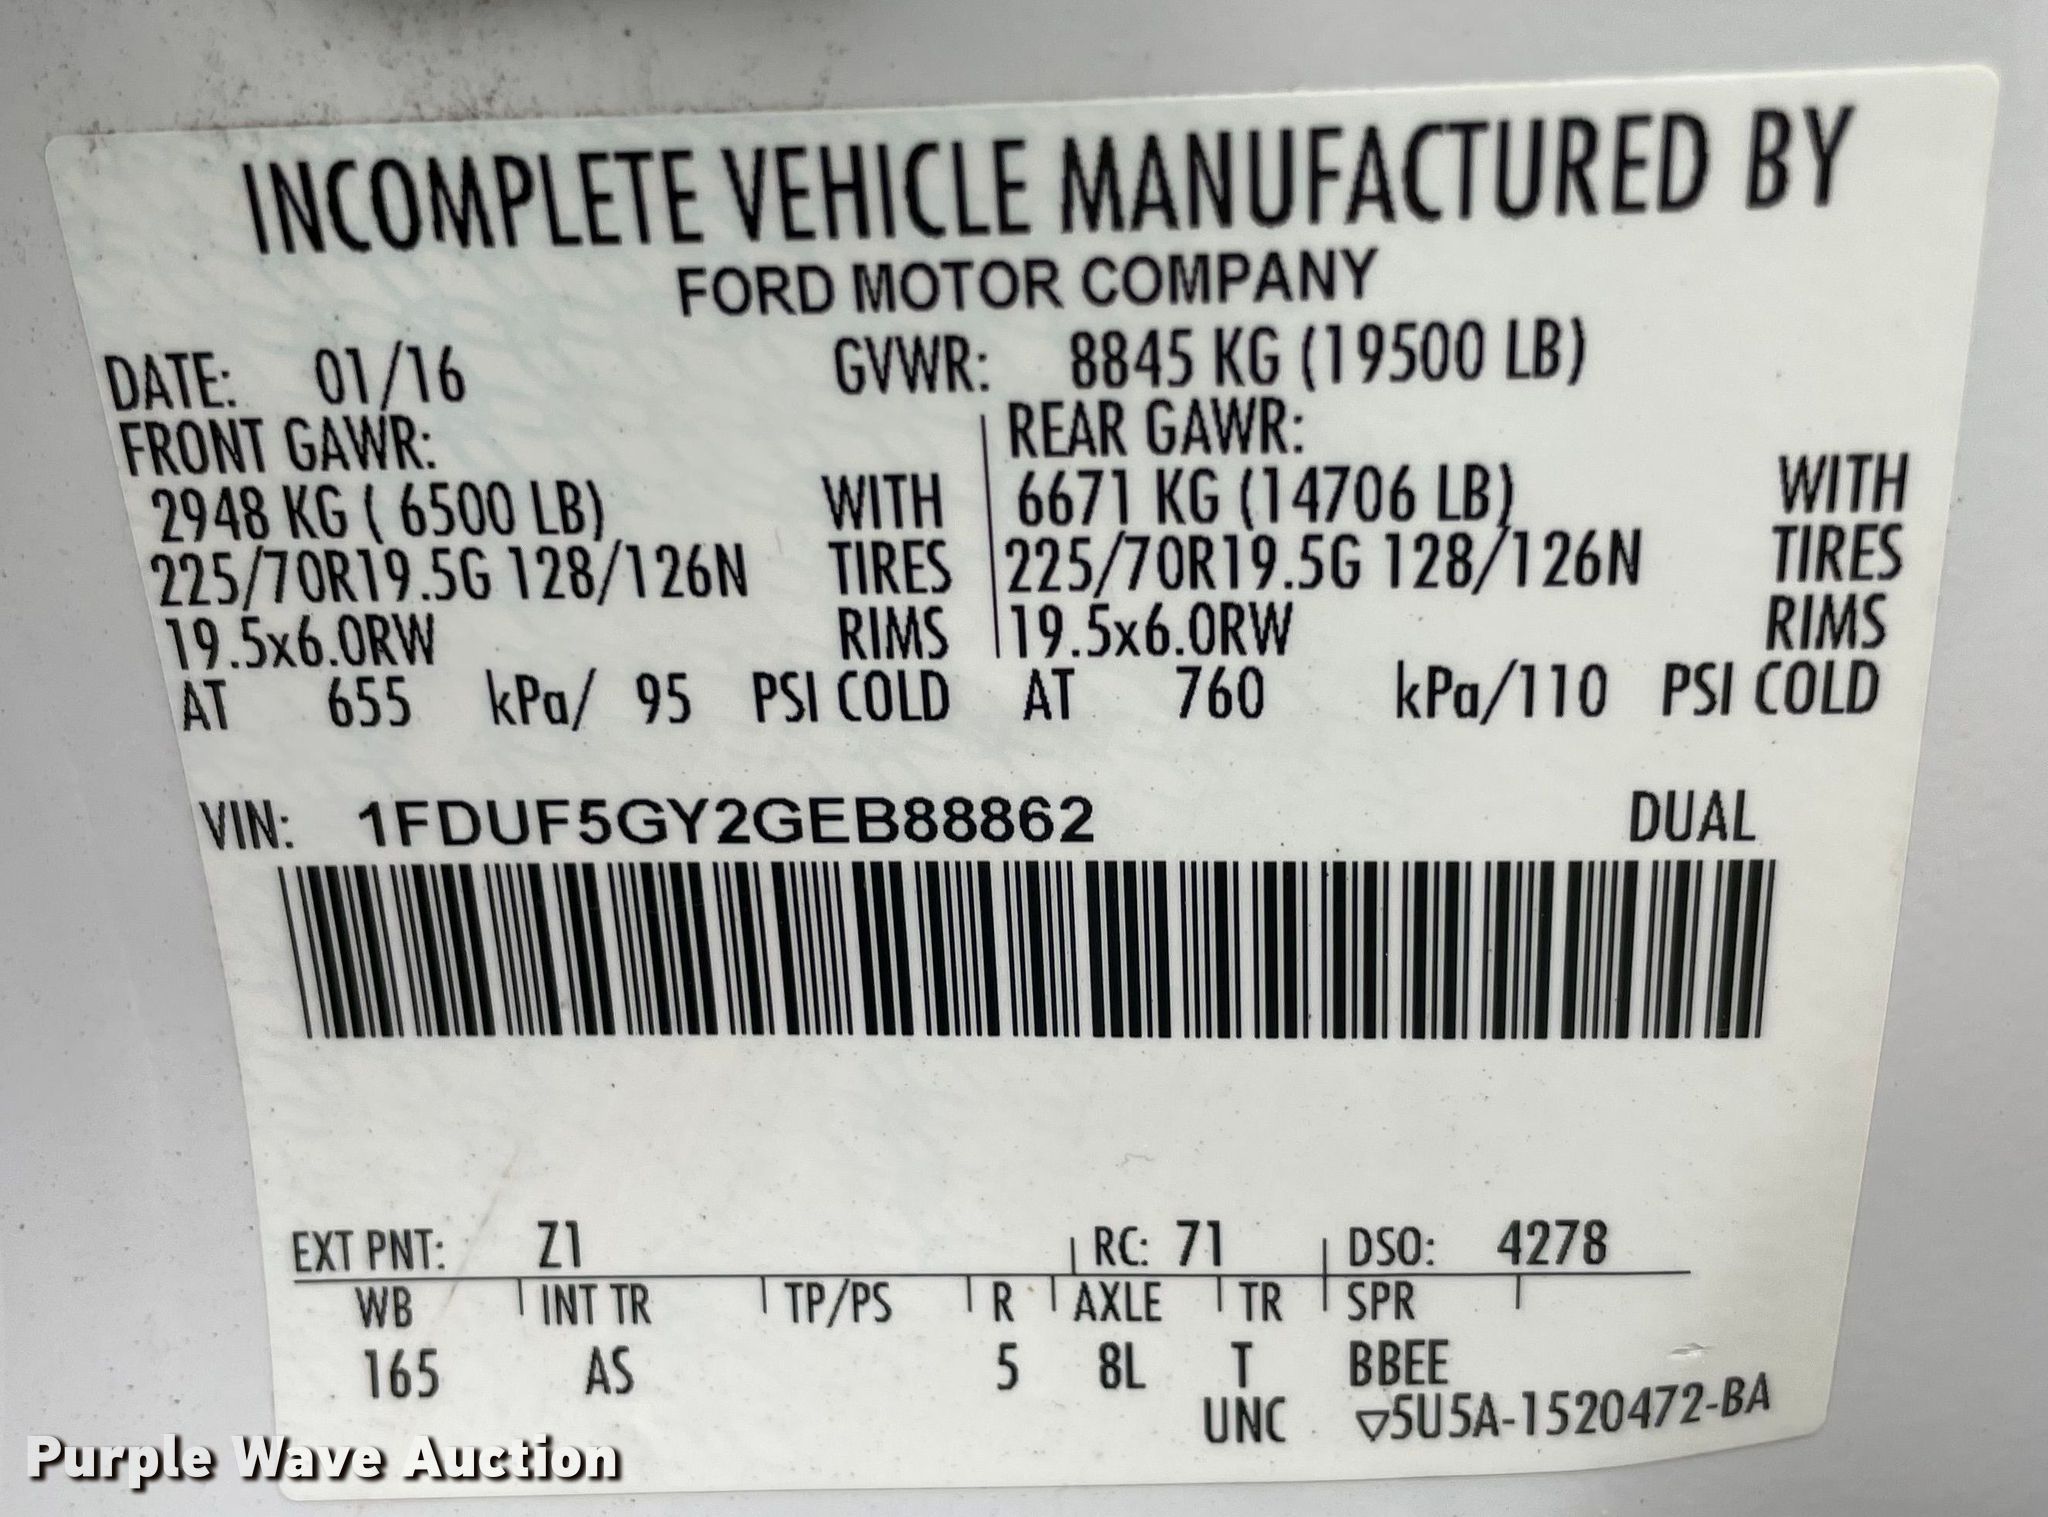 INCOMPLETE VEHICLE MANUFACTURED BY
FORD MOTOR COMPANY
DATE: 01/16 GVWR: 8845 KG (19500 LB)
FRONT GAWR: REAR GAWR:
2948 KG ( 6500 LB) WITH 6671 KG (14706 LB) WITH
225/70R19.5G 128/126N TIRES 225/70R19.5G 128/126N TIRES
19.5x6.0RW RIMS 19.5x6.0RW RIMS
AT 655 kPa/ 95 PSI COLD AT 760 kPa/110 PSI COLD
VIN: 1FDUF5GY2GEB88862 DUAL
EXT PNT: Z1 RC: 71 DSO: 4278
WB INT TR TP/PS R AXLE TR SPR
165 AS 5 8L T BBEE
UNC ▽5U5A-1520472-BA
Purple Wave Auction